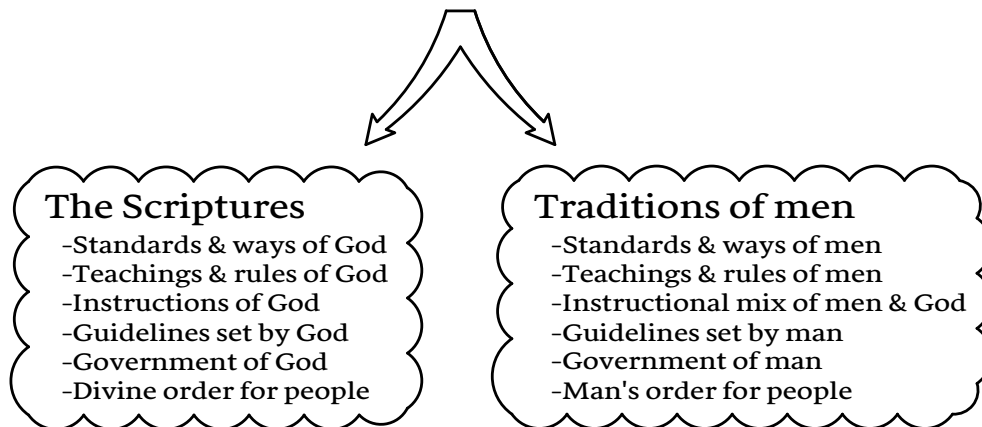 The Scriptures
-Standards & ways of God
-Teachings & rules of God
-Instructions of God
-Guidelines set by God
-Government of God
-Divine order for people
Traditions of men
-Standards & ways of men
-Teachings & rules of men
-Instructional mix of men & God
-Guidelines set by man
-Government of man
-Man's order for people